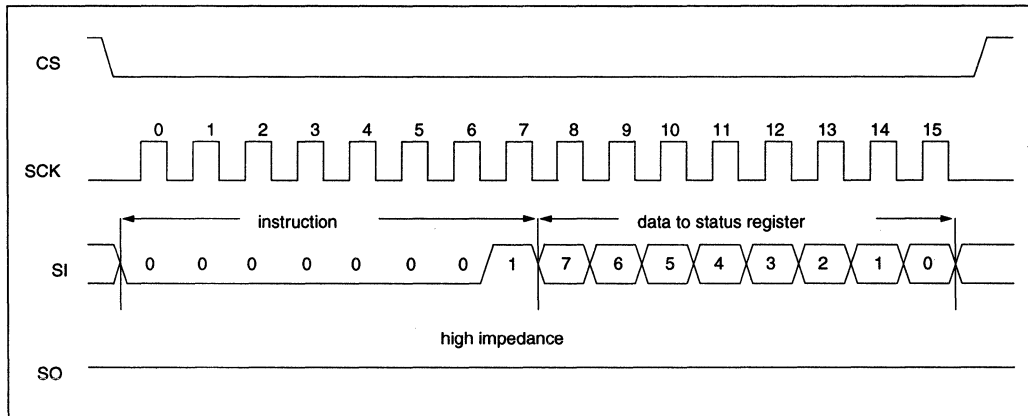 CS
0 1 2 3 4 5 6 7 8 9 10 11 12 13 14 15
SCK
instruction data to status register
SI 0 0 0 0 0 0 0 1 7 6 5 4 3 2 1 0
high impedance
SO